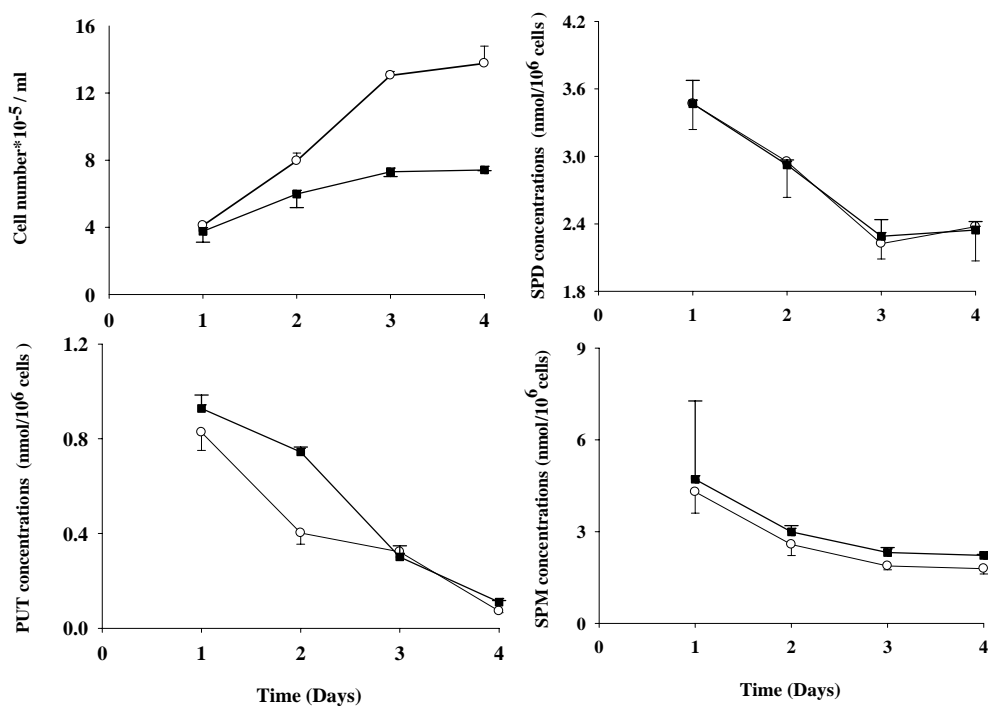 Cell number*10-5 / ml
16
12
8
4
0
0 1 2 3 4
SPD concentrations (nmol/106 cells)
4.2
3.6
3.0
2.4
1.8
0 1 2 3 4
PUT concentrations (nmol/106 cells )
1.2
0.8
0.4
0.0
0 1 2 3 4
Time (Days)
SPM concentrations (nmol/106 cells)
9
6
3
0
0 1 2 3 4
Time (Days)